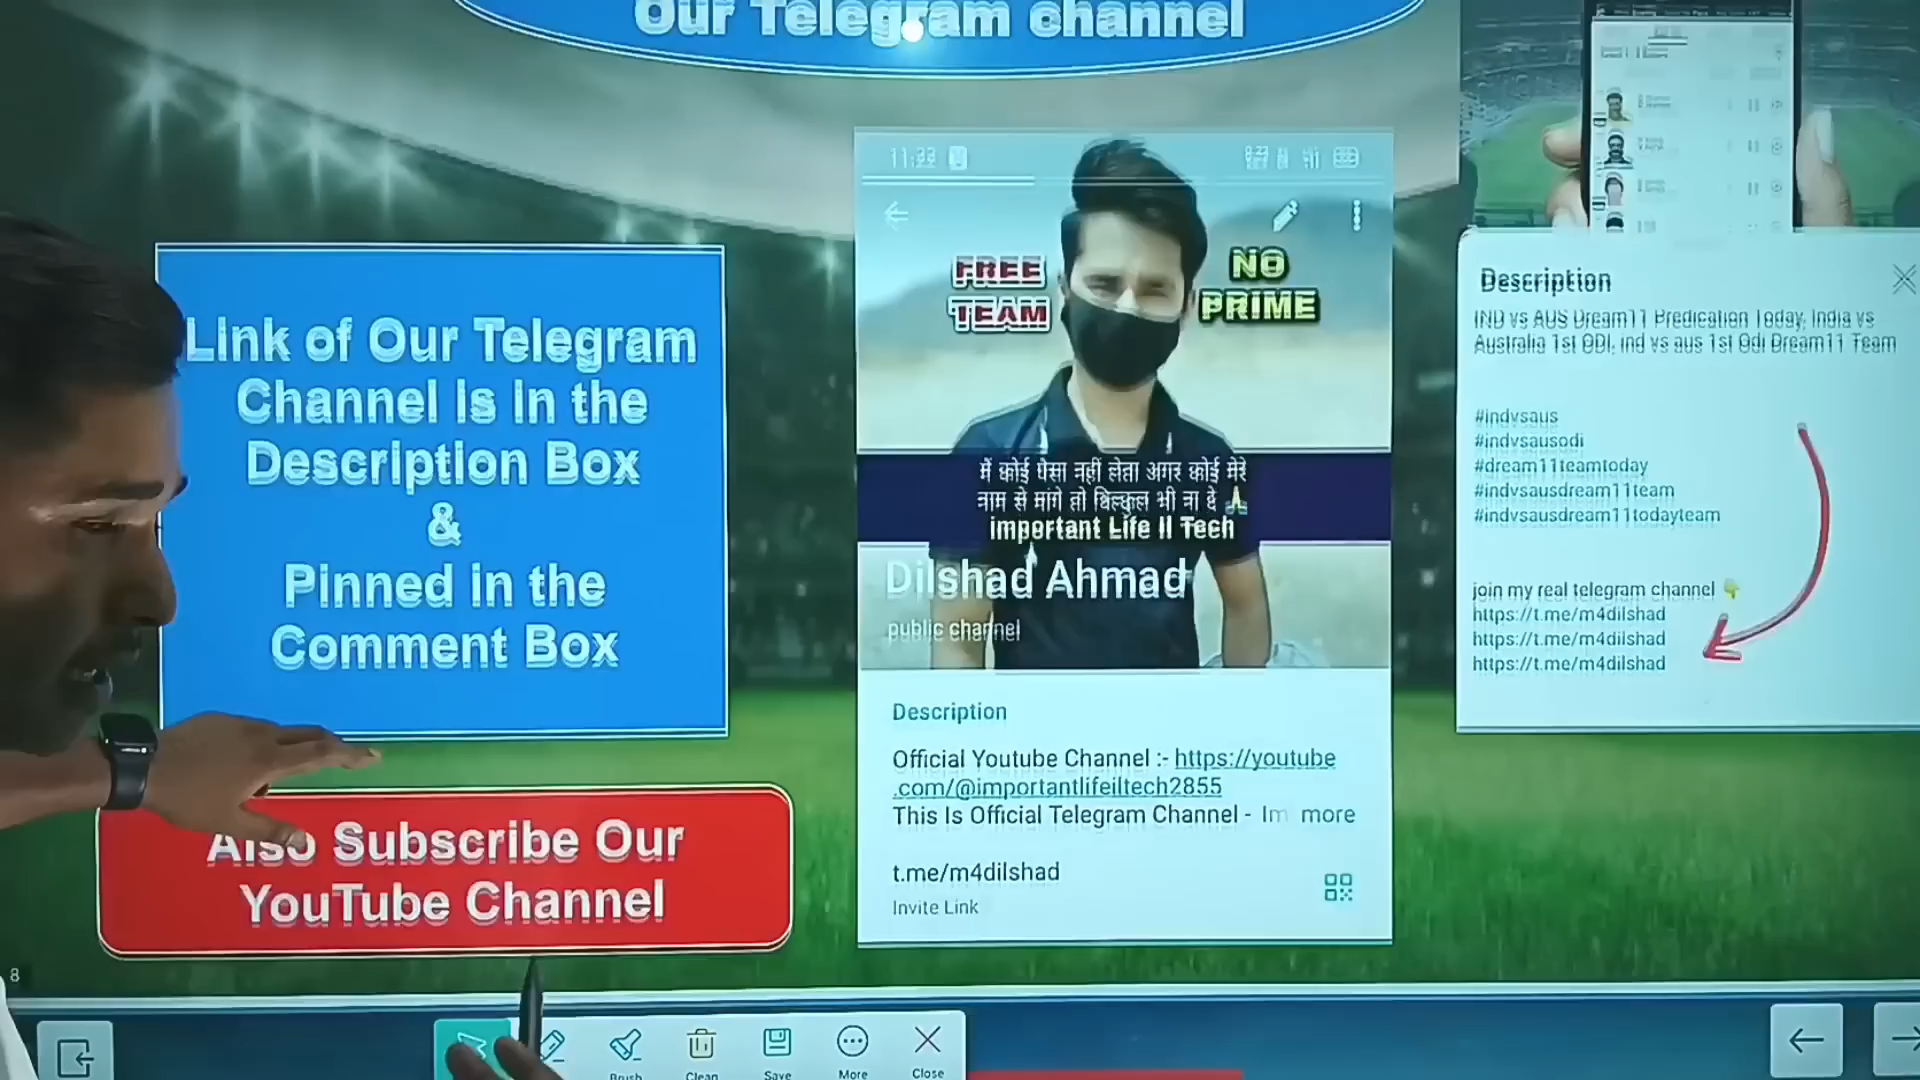 Our Telegram channel
Link of Our Telegram
Channel is in the
Description Box
&
Pinned in the
Comment Box
Also Subscribe Our
YouTube Channel
8
11:33
FREE
TEAM
NO
PRIME
में कोई पैसा नहीं लेता अगर कोई मेरे
नाम से मांगे तो बिल्कुल भी ना दे 🙏
important Life II Tech
Dilshad Ahmad
public channel
Description
Official Youtube Channel :- https://youtube
.com/@importantlifeiltech2855
This Is Official Telegram Channel - Im more
t.me/m4dilshad
Invite Link
Description
IND vs AUS Dream11 Predication Today, India vs
Australia 1st ODI, ind vs aus 1st Odi Dream11 Team
#indvsaus
#indvsausodi
#dream11teamtoday
#indvsausdream11team
#indvsausdream11todayteam
join my real telegram channel 👇
https://t.me/m4dilshad
https://t.me/m4dilshad
https://t.me/m4dilshad
Brush
Clean
Save
More
Close